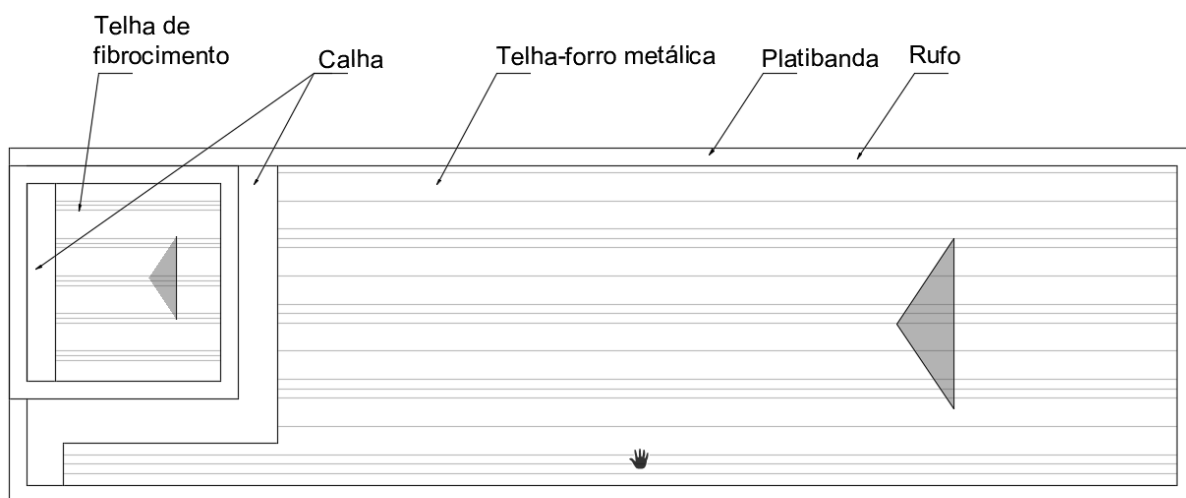 Telha de
fibrocimento
Calha
Telha-forro metálica
Platibanda
Rufo